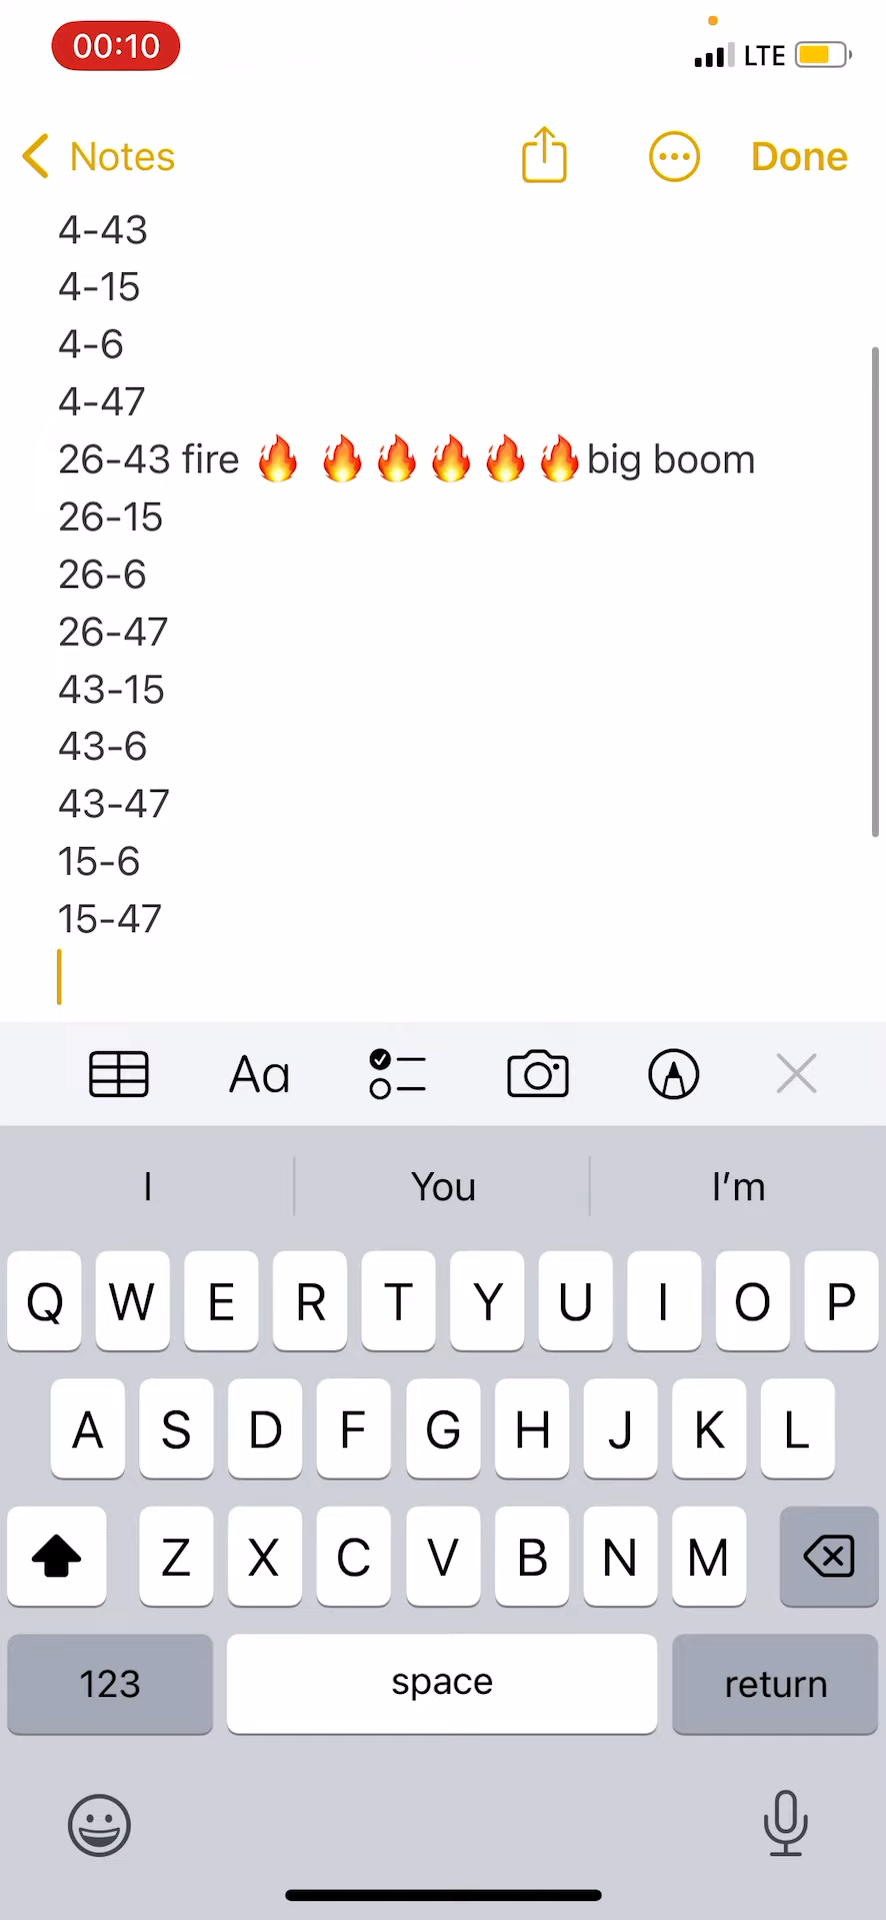 00:10 LTE
Notes Done
4-43
4-15
4-6
4-47
26-43 fire 🔥 🔥🔥🔥🔥🔥big boom
26-15
26-6
26-47
43-15
43-6
43-47
15-6
15-47
Aa
I You I'm
Q W E R T Y U I O P
A S D F G H J K L
Z X C V B N M
123 space return